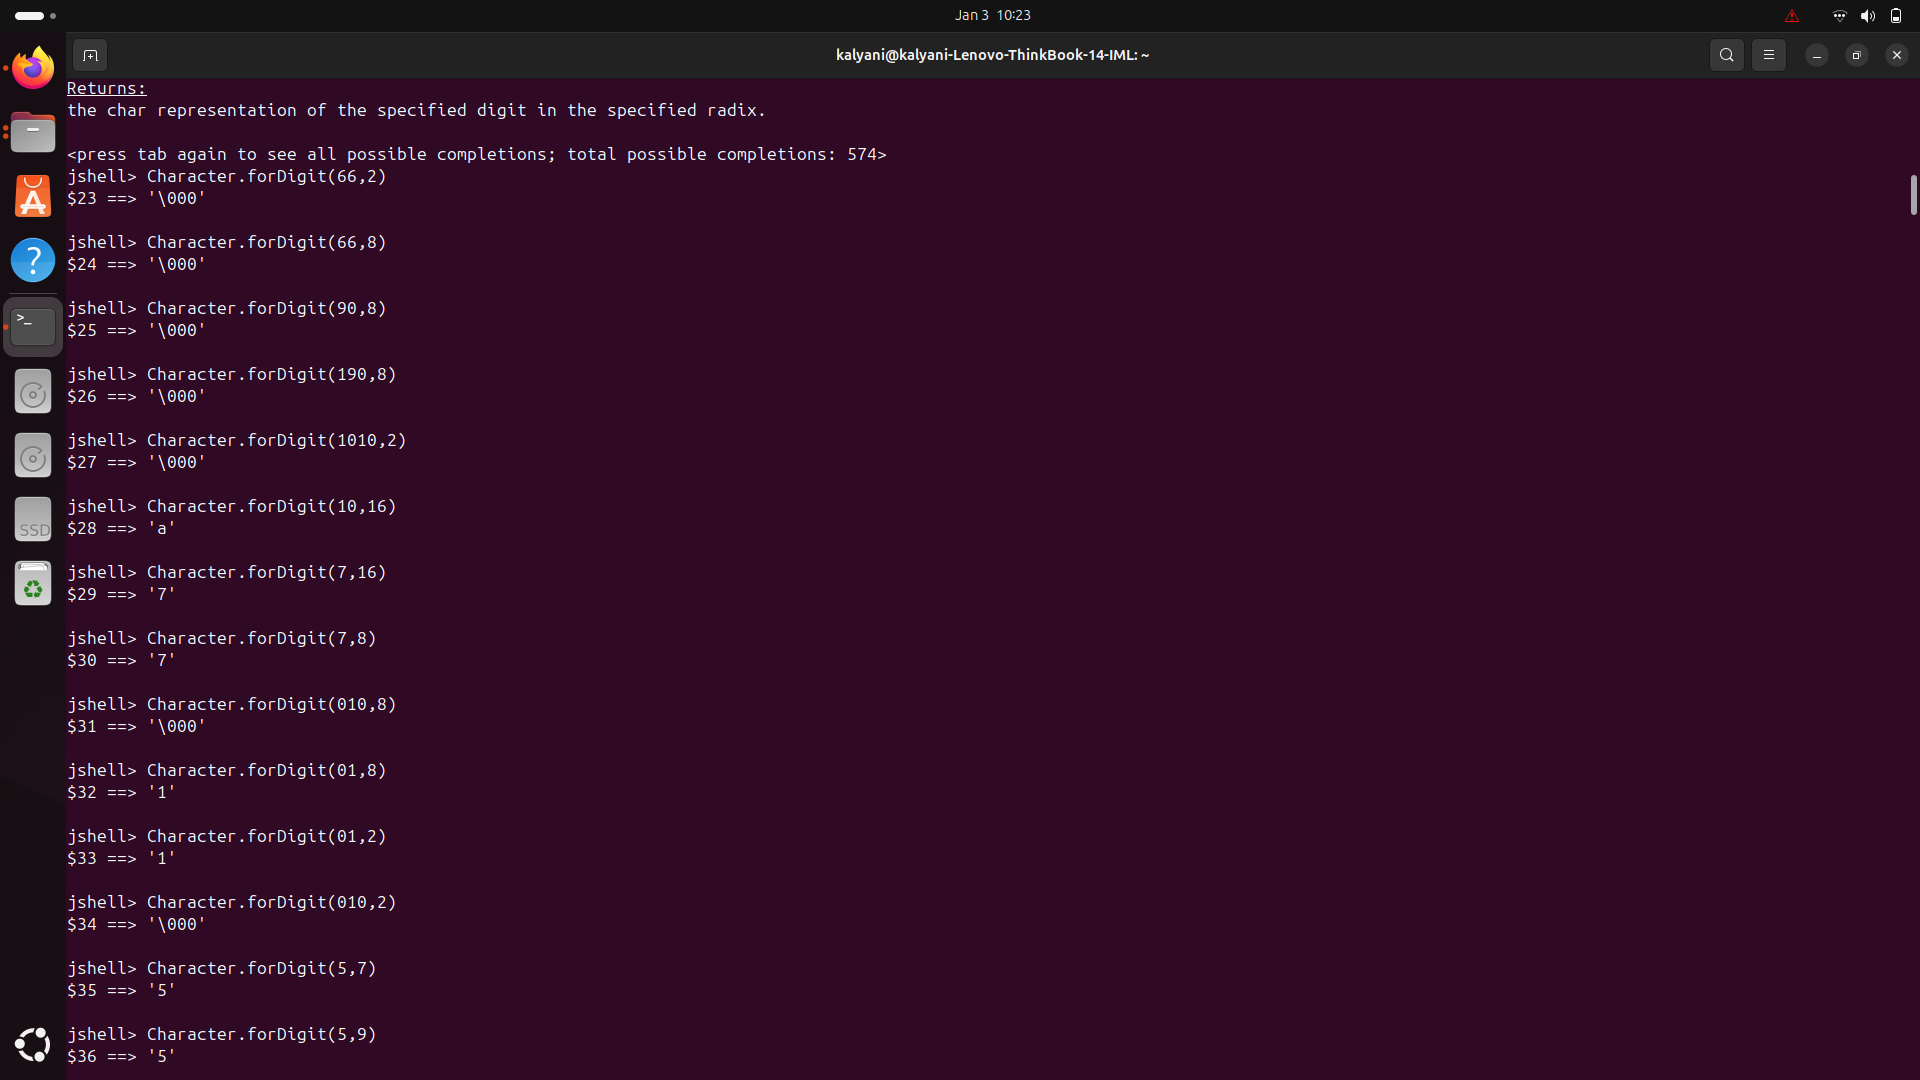 Jan 3 10:23
kalyani@kalyani-Lenovo-ThinkBook-14-IML: ~
Returns:
the char representation of the specified digit in the specified radix.
<press tab again to see all possible completions; total possible completions: 574>
jshell> Character.forDigit(66,2)
$23 ==> '\000'
jshell> Character.forDigit(66,8)
$24 ==> '\000'
jshell> Character.forDigit(90,8)
$25 ==> '\000'
jshell> Character.forDigit(190,8)
$26 ==> '\000'
jshell> Character.forDigit(1010,2)
$27 ==> '\000'
jshell> Character.forDigit(10,16)
$28 ==> 'a'
jshell> Character.forDigit(7,16)
$29 ==> '7'
jshell> Character.forDigit(7,8)
$30 ==> '7'
jshell> Character.forDigit(010,8)
$31 ==> '\000'
jshell> Character.forDigit(01,8)
$32 ==> '1'
jshell> Character.forDigit(01,2)
$33 ==> '1'
jshell> Character.forDigit(010,2)
$34 ==> '\000'
jshell> Character.forDigit(5,7)
$35 ==> '5'
jshell> Character.forDigit(5,9)
$36 ==> '5'
SSD